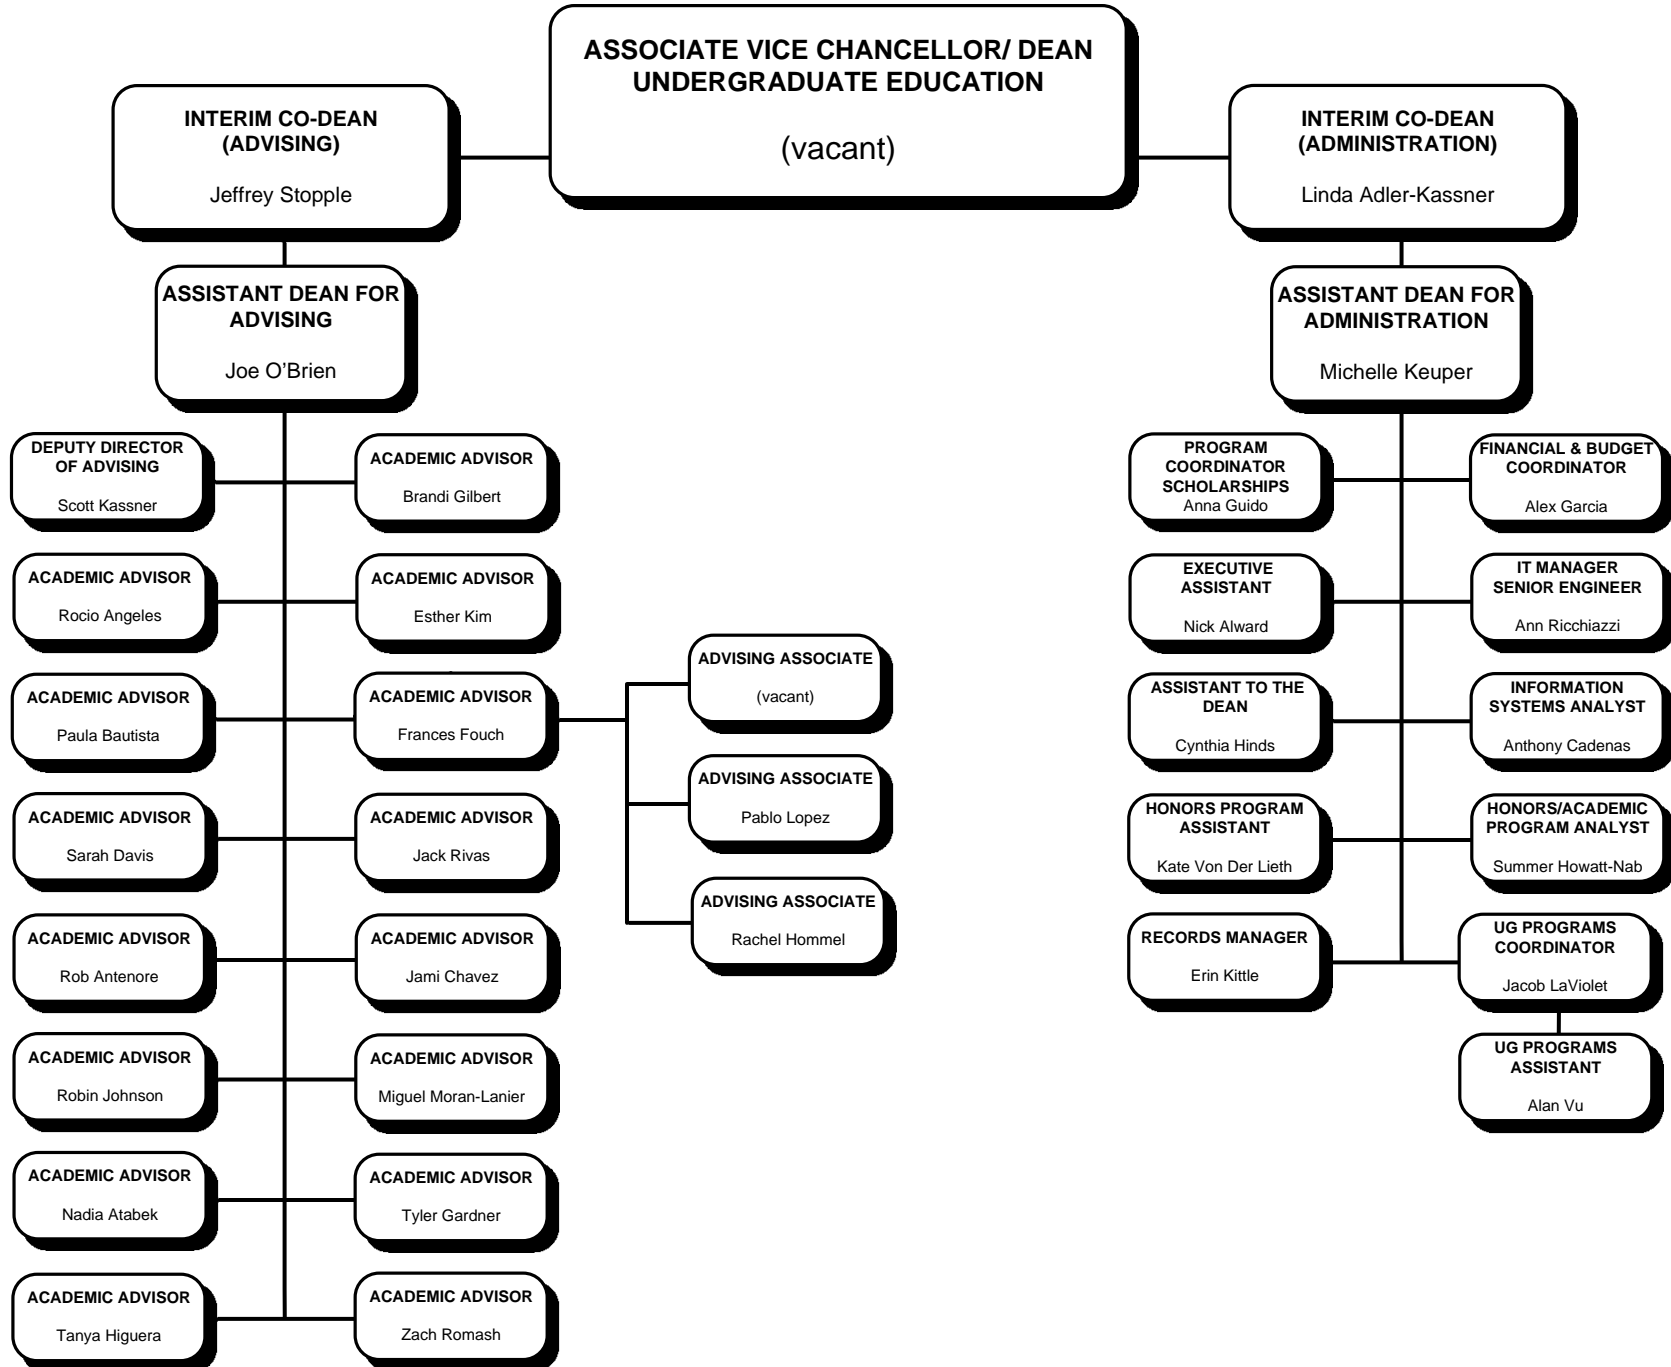 ASSOCIATE VICE CHANCELLOR/ DEAN
UNDERGRADUATE EDUCATION
(vacant)
INTERIM CO-DEAN
(ADVISING)
Jeffrey Stopple
INTERIM CO-DEAN
(ADMINISTRATION)
Linda Adler-Kassner
ASSISTANT DEAN FOR
ADVISING
Joe O’Brien
ASSISTANT DEAN FOR
ADMINISTRATION
Michelle Keuper
DEPUTY DIRECTOR
OF ADVISING
Scott Kassner
ACADEMIC ADVISOR
Brandi Gilbert
ACADEMIC ADVISOR
Rocio Angeles
ACADEMIC ADVISOR
Esther Kim
ACADEMIC ADVISOR
Paula Bautista
ACADEMIC ADVISOR
Frances Fouch
ACADEMIC ADVISOR
Sarah Davis
ACADEMIC ADVISOR
Jack Rivas
ACADEMIC ADVISOR
Rob Antenore
ACADEMIC ADVISOR
Jami Chavez
ACADEMIC ADVISOR
Robin Johnson
ACADEMIC ADVISOR
Miguel Moran-Lanier
ACADEMIC ADVISOR
Nadia Atabek
ACADEMIC ADVISOR
Tyler Gardner
ACADEMIC ADVISOR
Tanya Higuera
ACADEMIC ADVISOR
Zach Romash
ADVISING ASSOCIATE
(vacant)
ADVISING ASSOCIATE
Pablo Lopez
ADVISING ASSOCIATE
Rachel Hommel
PROGRAM
COORDINATOR
SCHOLARSHIPS
Anna Guido
FINANCIAL & BUDGET
COORDINATOR
Alex Garcia
EXECUTIVE
ASSISTANT
Nick Alward
IT MANAGER
SENIOR ENGINEER
Ann Ricchiazzi
ASSISTANT TO THE
DEAN
Cynthia Hinds
INFORMATION
SYSTEMS ANALYST
Anthony Cadenas
HONORS PROGRAM
ASSISTANT
Kate Von Der Lieth
HONORS/ACADEMIC
PROGRAM ANALYST
Summer Howatt-Nab
RECORDS MANAGER
Erin Kittle
UG PROGRAMS
COORDINATOR
Jacob LaViolet
UG PROGRAMS
ASSISTANT
Alan Vu